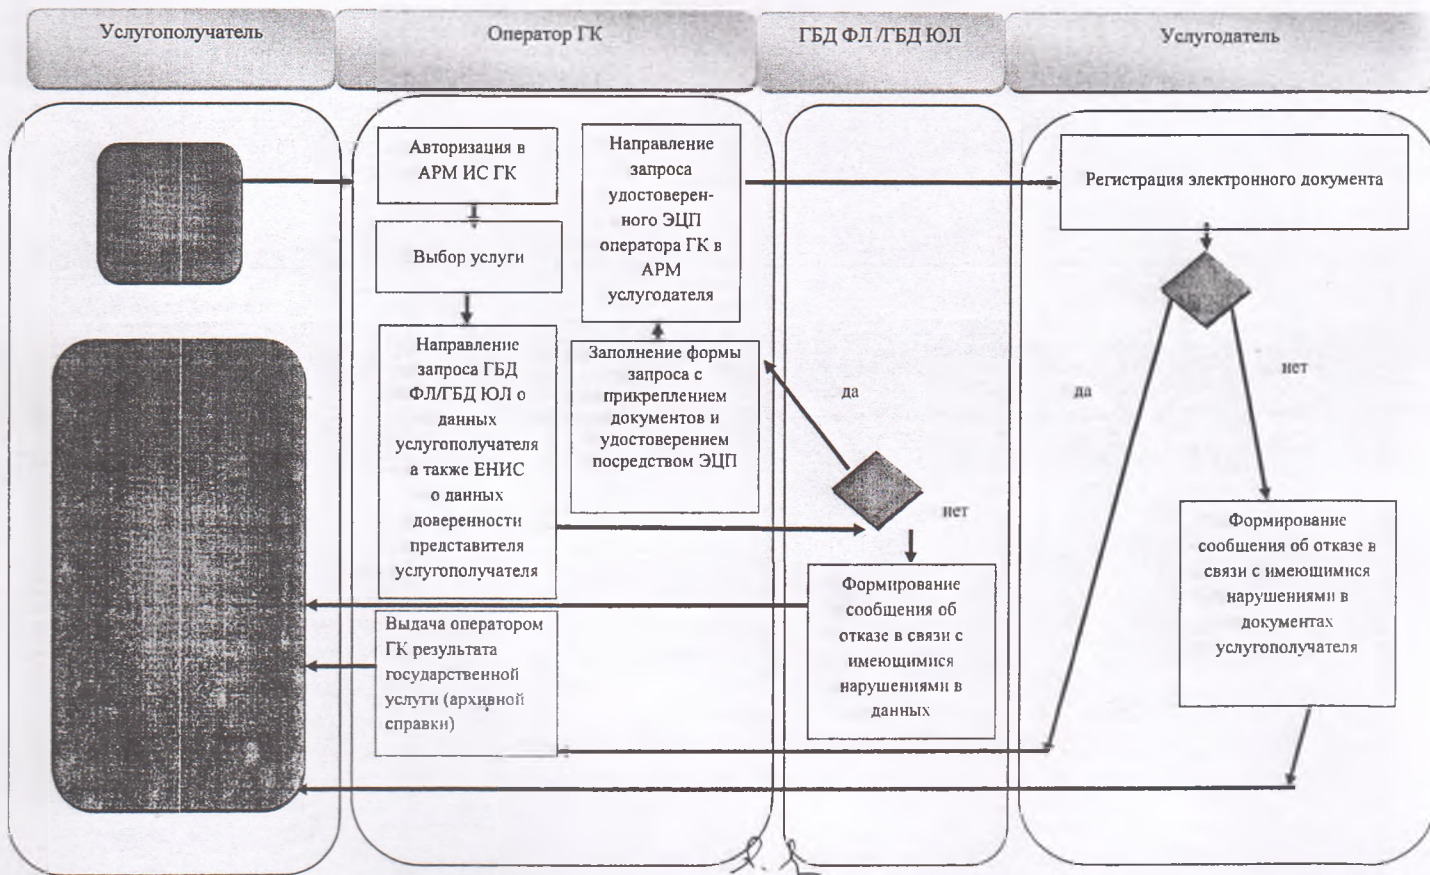 Услугополучатель
Оператор ГК
ГБД ФЛ /ГБД ЮЛ
Услугодатель
Авторизация в
АРМ ИС ГК
Выбор услуги
Направление
запроса ГБД
ФЛ/ГБД ЮЛ о
данных
услугополучателя
а также ЕНИС
о данных
доверенности
представителя
услугополучателя
Выдача оператором
ГК результата
государственной
услуги (архивной
справки)
Направление
запроса
удостоверен-
ного ЭЦП
оператора ГК в
АРМ
услугодателя
Заполнение формы
запроса с
прикреплением
документов и
удостоверением
посредством ЭЦП
да
нет
Формирование
сообщения об
отказе в связи с
имеющимися
нарушениями в
данных
Регистрация электронного документа
да
нет
Формирование
сообщения об отказе в
связи с имеющимися
нарушениями в
документах
услугополучателя